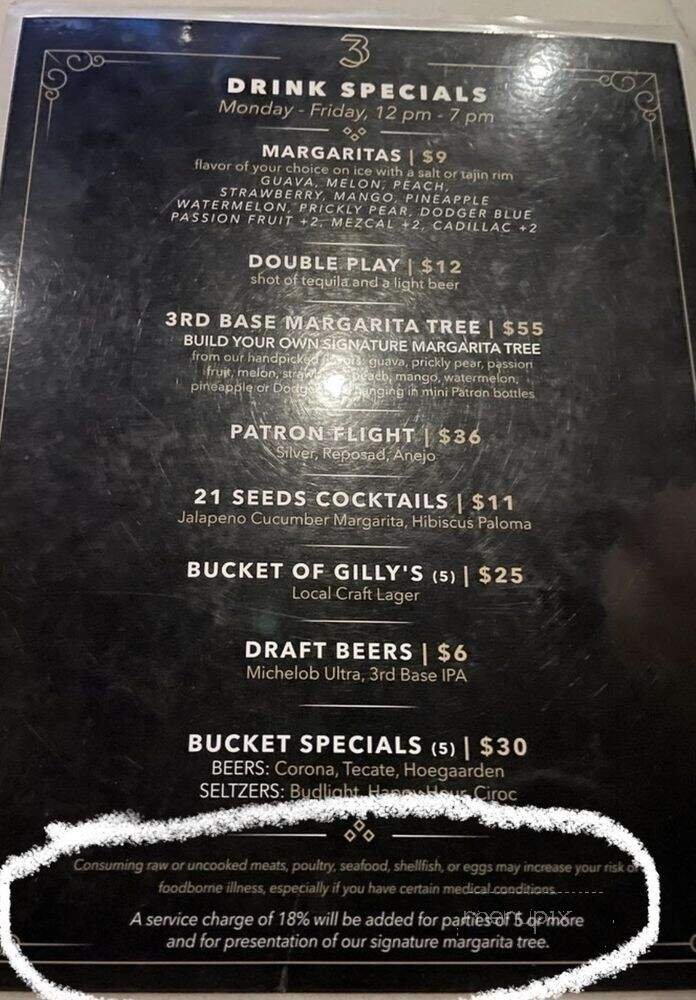 3
DRINK SPECIALS
Monday - Friday, 12 pm - 7 pm
MARGARITAS | $9
flavor of your choice on ice with a salt or tajin rim
GUAVA, MELON, PEACH,
STRAWBERRY, MANGO, PINEAPPLE
WATERMELON, PRICKLY PEAR, DODGER BLUE
PASSION FRUIT +2, MEZCAL +2, CADILLAC +2
DOUBLE PLAY | $12
shot of tequila and a light beer
3RD BASE MARGARITA TREE | $55
BUILD YOUR OWN SIGNATURE MARGARITA TREE
from our handpicked guava, prickly pear, passion
fruit, melon, peach, mango, watermelon,
pineapple or hanging in mini Patron bottles
PATRON FLIGHT | $36
Silver, Reposad, Anejo
21 SEEDS COCKTAILS | $11
Jalapeno Cucumber Margarita, Hibiscus Paloma
BUCKET OF GILLY'S (5) | $25
Local Craft Lager
DRAFT BEERS | $6
Michelob Ultra, 3rd Base IPA
BUCKET SPECIALS (5) | $30
BEERS: Corona, Tecate, Hoegaarden
SELTZERS: Budlight, Happy Hour, Ciroc
Consuming raw or uncooked meats, poultry, seafood, shellfish, or eggs may increase your risk of
foodborne illness, especially if you have certain medical conditions
A service charge of 18% will be added for parties of 5 or more
and for presentation of our signature margarita tree.
menupix